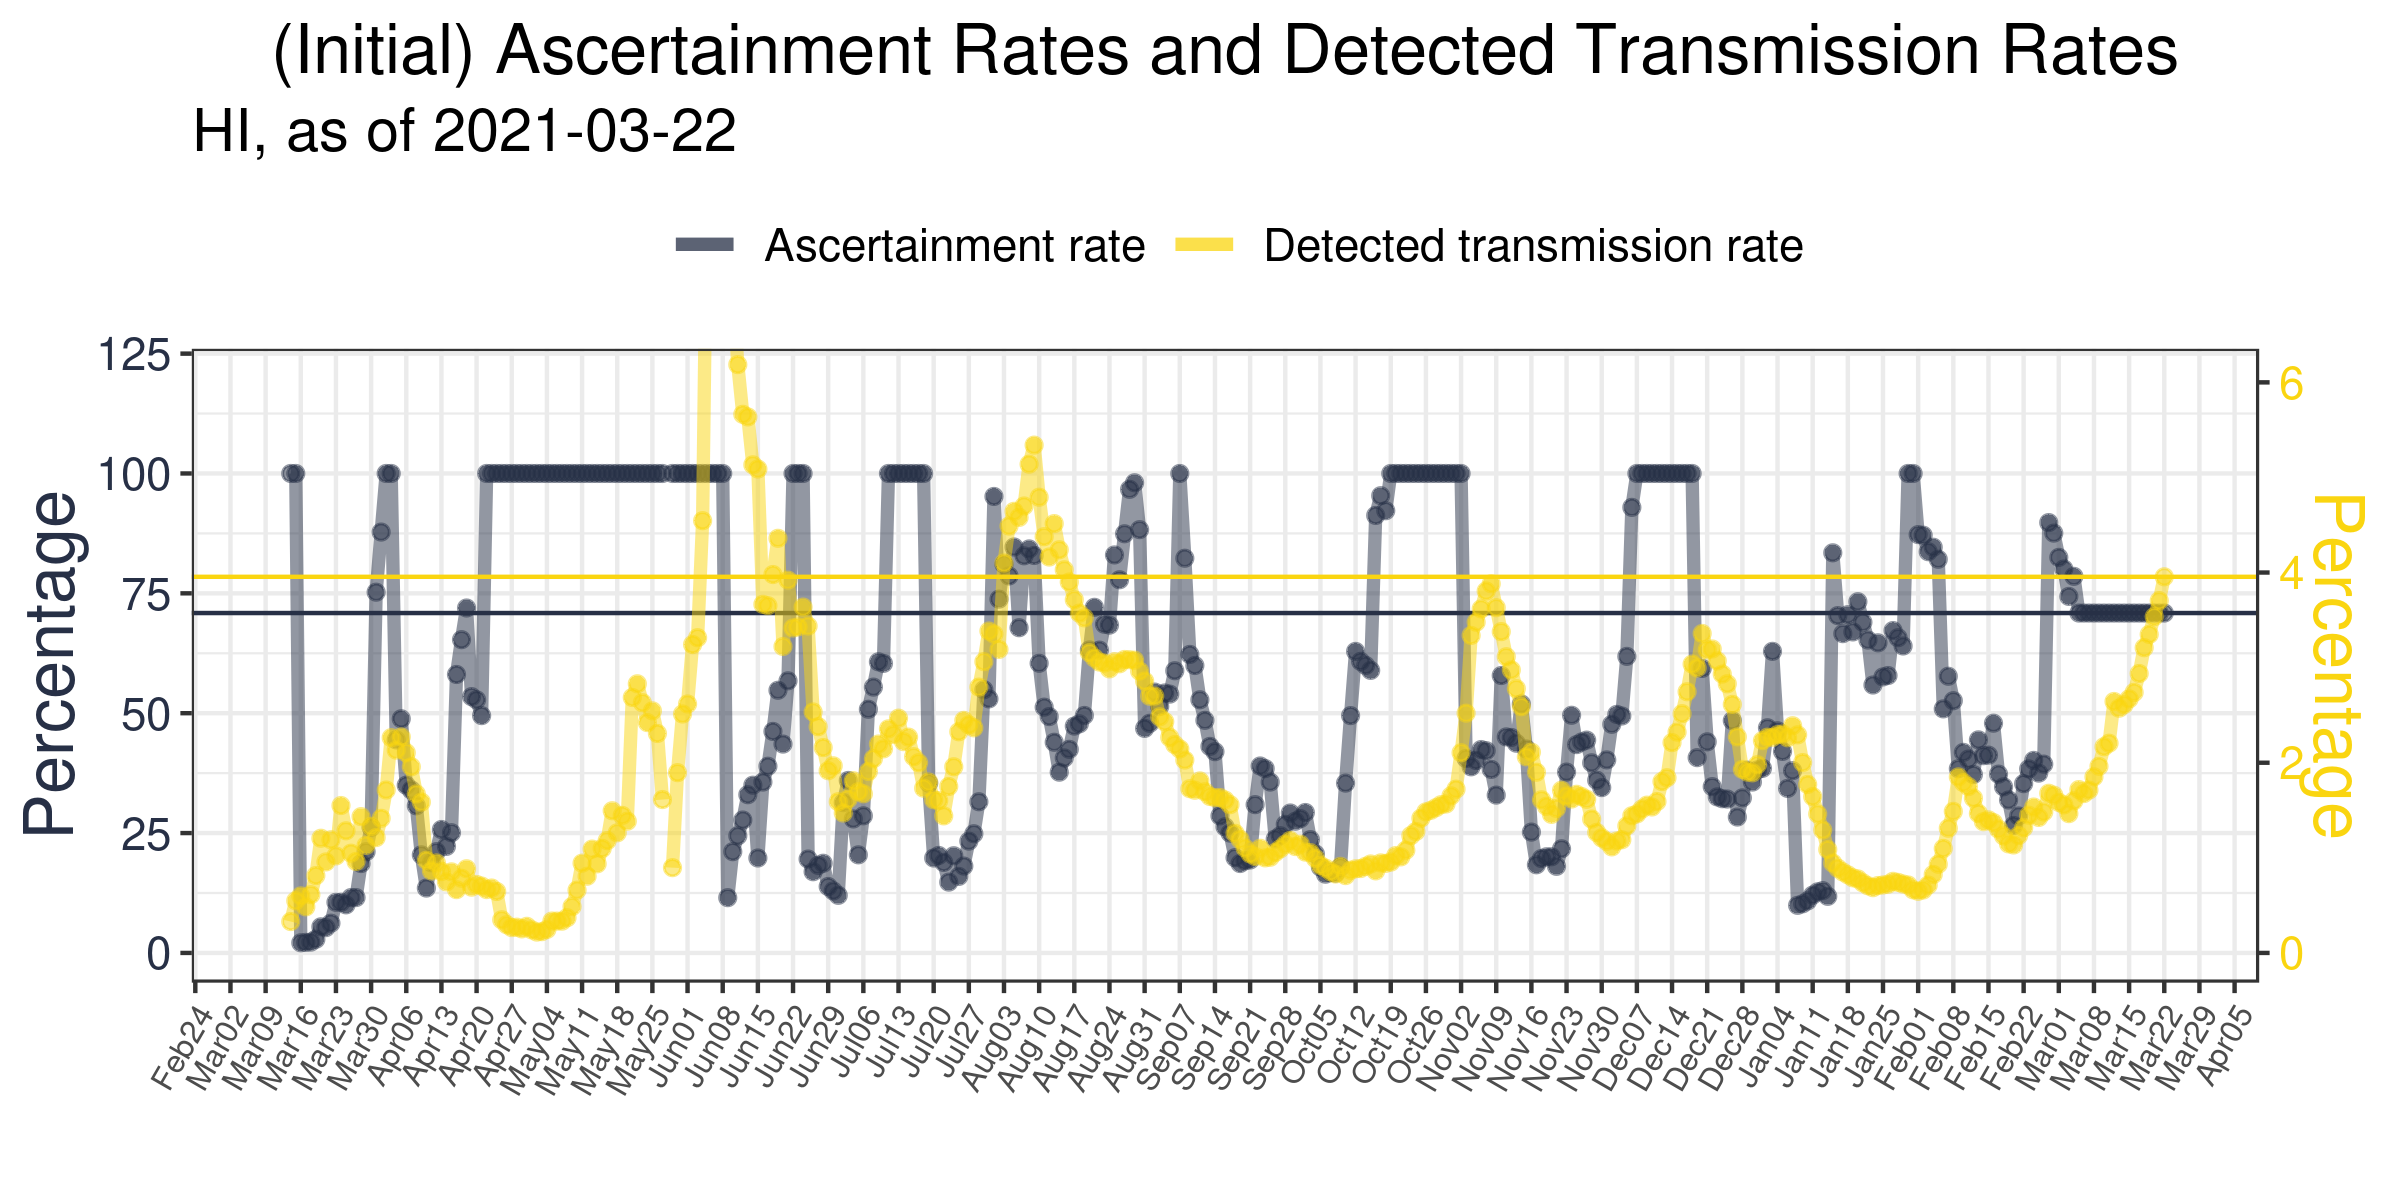 (Initial) Ascertainment Rates and Detected Transmission Rates
HI, as of 2021-03-22
Ascertainment rate
Detected transmission rate
Percentage
125
100
75
50
25
0
6
4
2
0
Percentage
Feb24
Mar02
Mar09
Mar16
Mar23
Mar30
Apr06
Apr13
Apr20
Apr27
May04
May11
May18
May25
Jun01
Jun08
Jun15
Jun22
Jun29
Jul06
Jul13
Jul20
Jul27
Aug03
Aug10
Aug17
Aug24
Aug31
Sep07
Sep14
Sep21
Sep28
Oct05
Oct12
Oct19
Oct26
Nov02
Nov09
Nov16
Nov23
Nov30
Dec07
Dec14
Dec21
Dec28
Jan04
Jan11
Jan18
Jan25
Feb01
Feb08
Feb15
Feb22
Mar01
Mar08
Mar15
Mar22
Mar29
Apr05